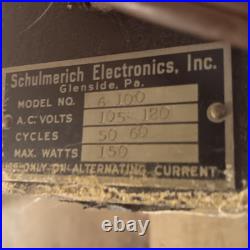 Schulmerich Electronics, Inc.
Glenside, Pa.
MODEL NO. 6 100
A.C. VOLTS 105 120
CYCLES 50 60
MAX. WATTS 150
ONLY ON ALTERNATING CURRENT